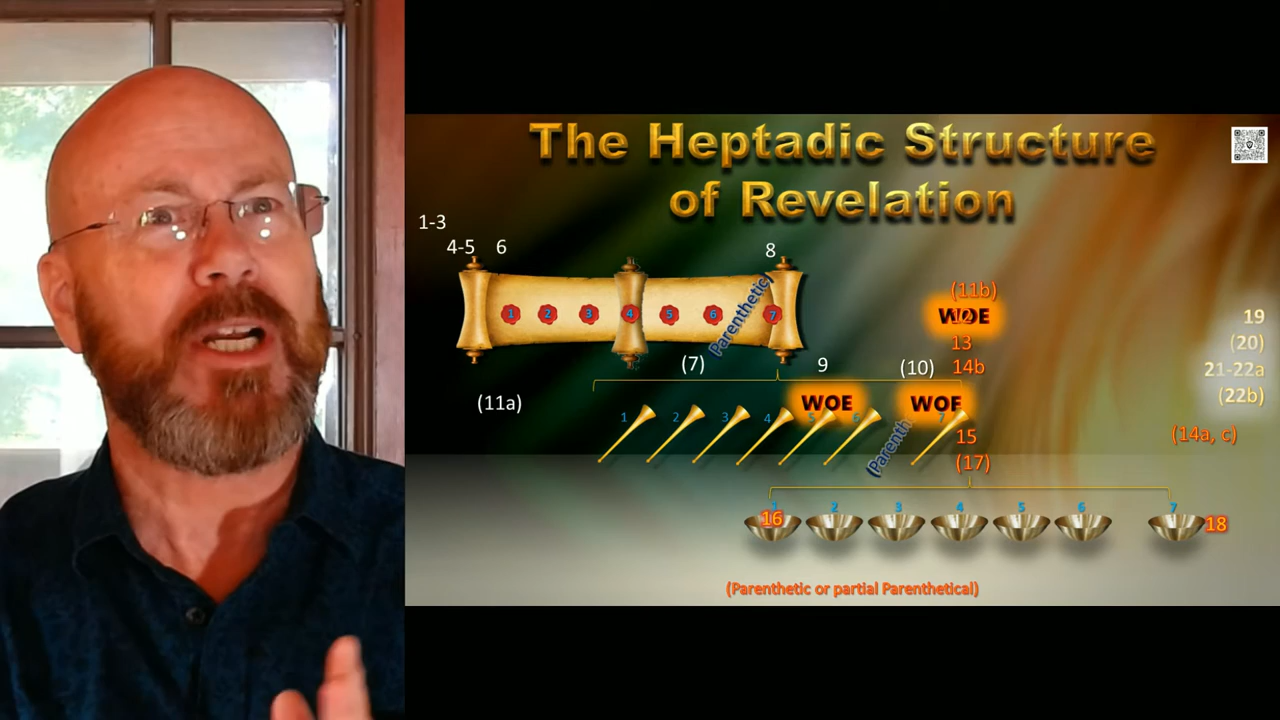 The Heptadic Structure
of Revelation
1-3
4-5 6 8
1 2 3 4 5 6 7
(Parenthetic)
(11b)
WOE
13
14b
19
(20)
21-22a
(22b)
(7) 9 (10)
(11a)
WOE WOE
1 2 3 4 5 6 7
(Parenth
15
(17)
(14a, c)
1 2 3 4 5 6 7
16 18
(Parenthetic or partial Parenthetical)